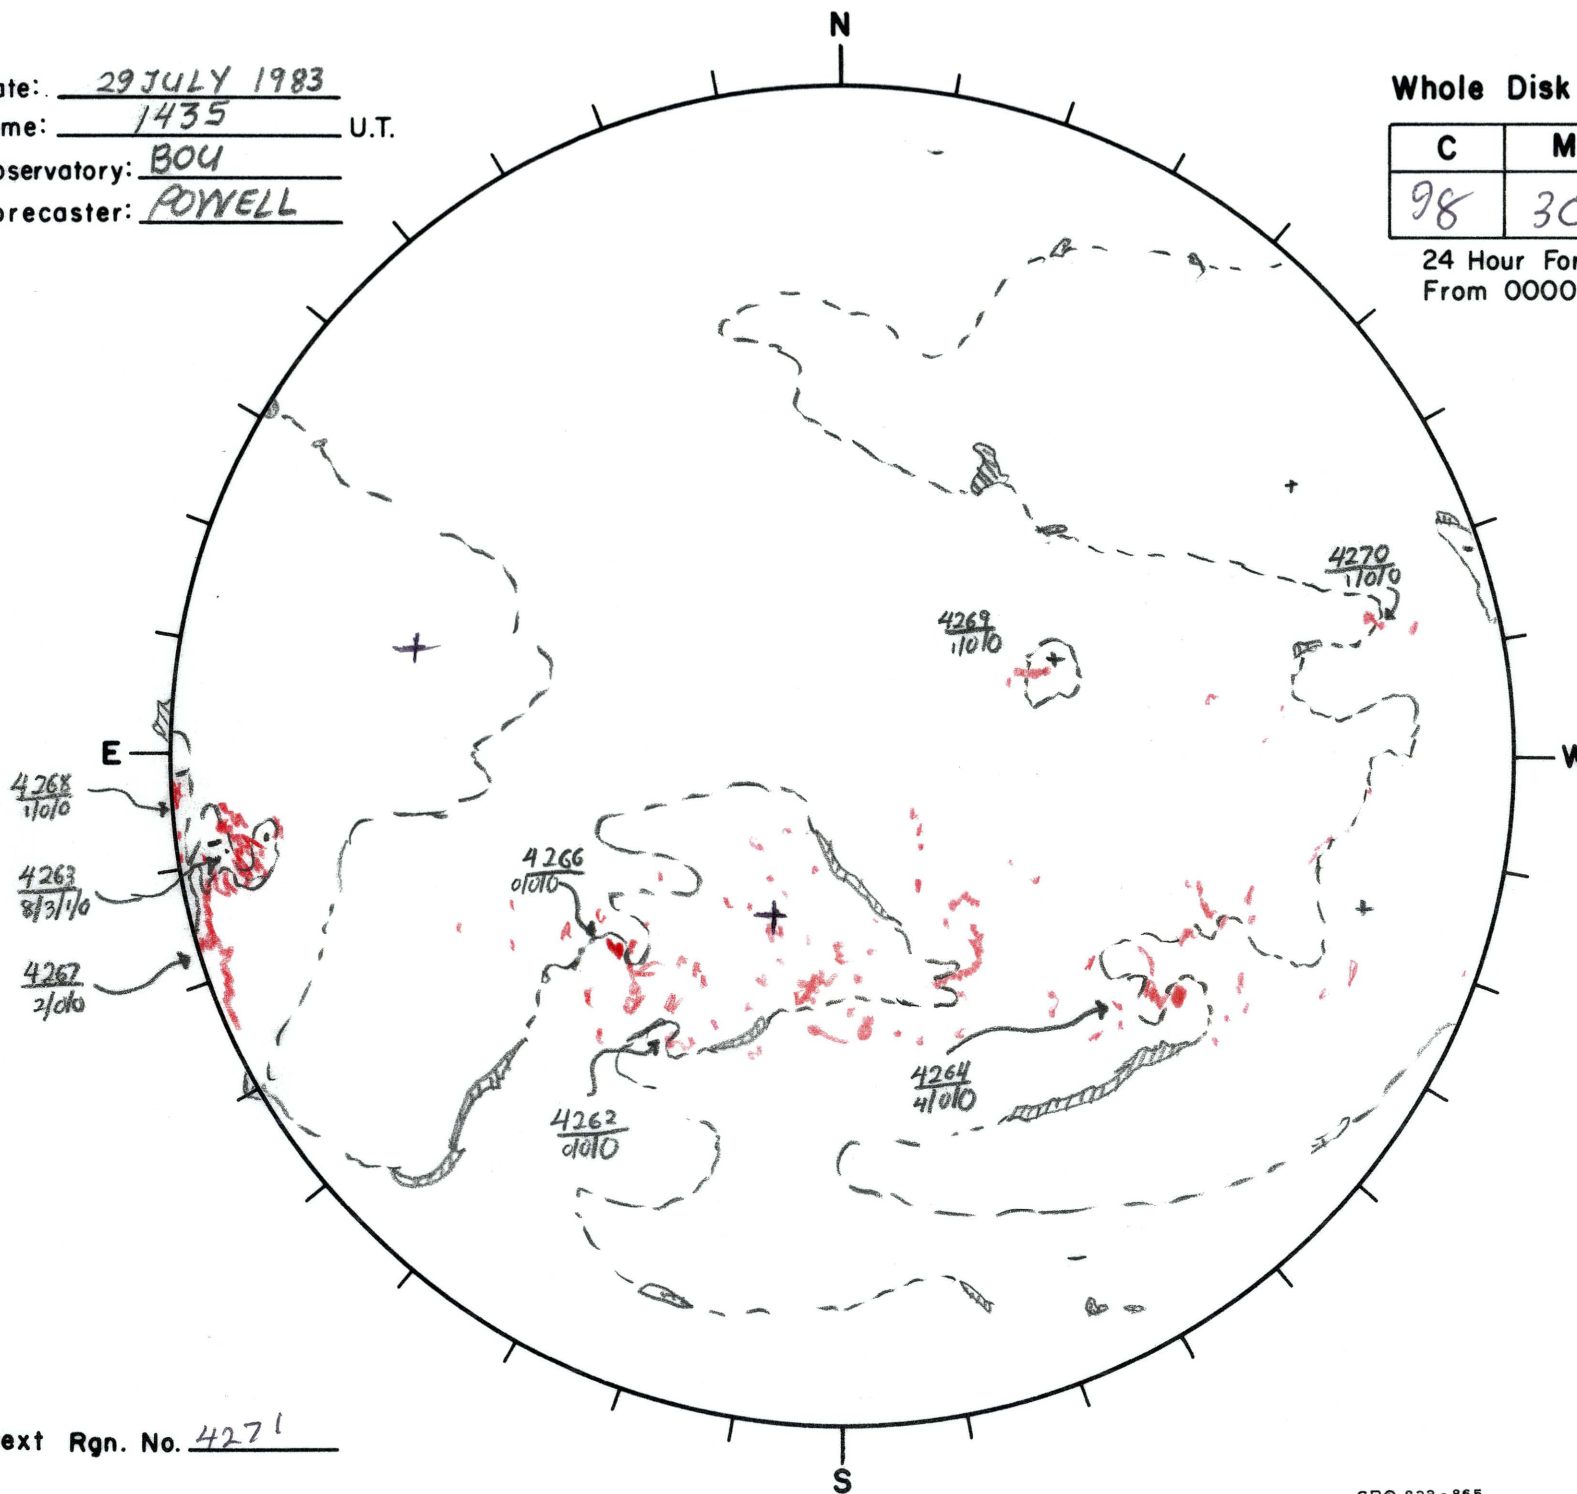 N
ate: 29 JULY 1983
me: 1435 U.T.
oservatory: BOU
orecaster: POWELL
Whole Disk
C M
98 30
24 Hour For
From 0000
4270
1/0/0
4269
1/0/0
E
W
4268
1/0/0
4266
0/0/0
4263
8/3/1/0
4267
2/0/0
4264
4/0/0
4262
0/0/0
ext Rgn. No. 4271
S